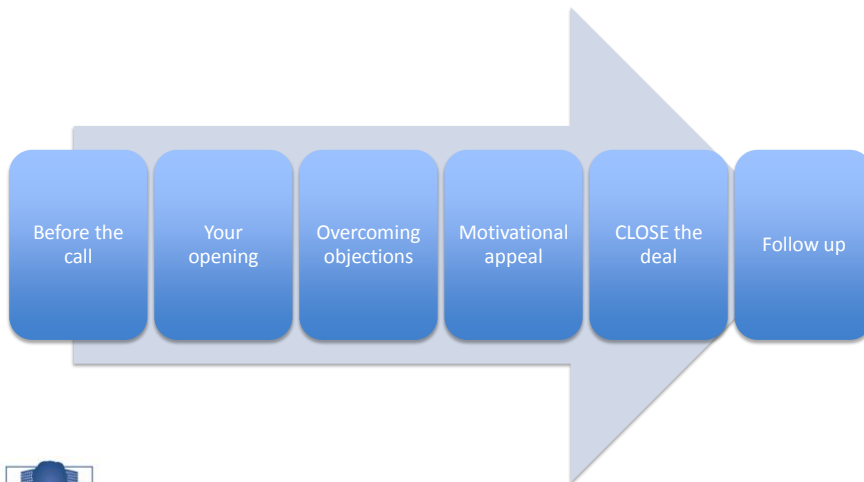 Before the
call
Your
opening
Overcoming
objections
Motivational
appeal
CLOSE the
deal
Follow up